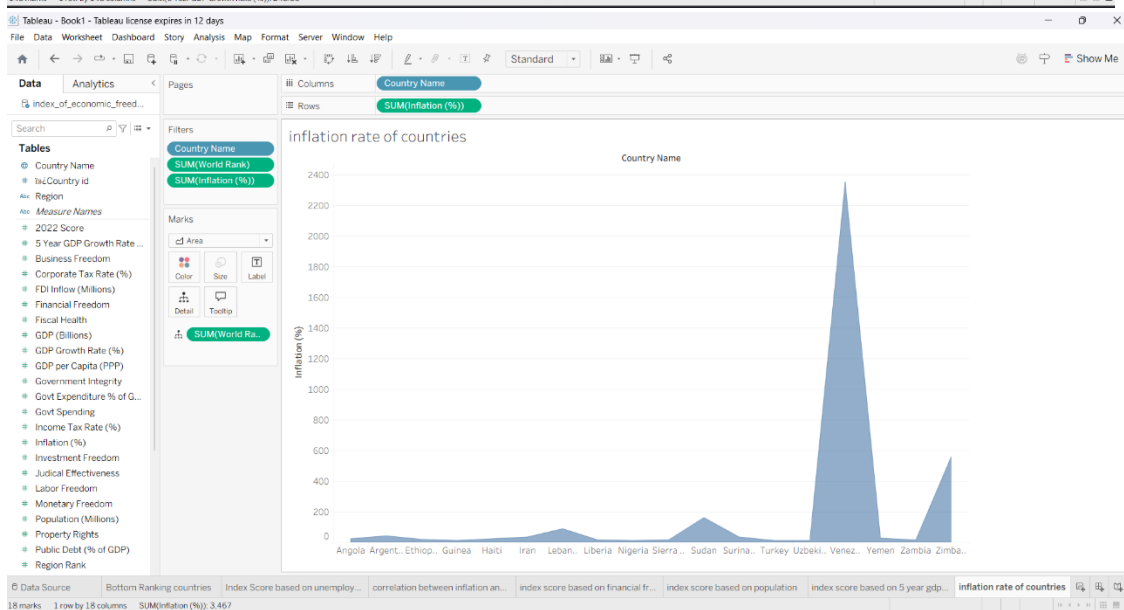 Tableau - Book1 - Tableau license expires in 12 days
File Data Worksheet Dashboard Story Analysis Map Format Server Window Help
Standard
Show Me
Data Analytics
index_of_economic_freed...
Search
Tables
Country Name
Country id
Abc Region
Abc Measure Names
# 2022 Score
# 5 Year GDP Growth Rate ...
# Business Freedom
# Corporate Tax Rate (%)
# FDI Inflow (Millions)
# Financial Freedom
# Fiscal Health
# GDP (Billions)
# GDP Growth Rate (%)
# GDP per Capita (PPP)
# Government Integrity
# Govt Expenditure % of G...
# Govt Spending
# Income Tax Rate (%)
# Inflation (%)
# Investment Freedom
# Judical Effectiveness
# Labor Freedom
# Monetary Freedom
# Population (Millions)
# Property Rights
# Public Debt (% of GDP)
# Region Rank
Pages
Filters
Country Name
SUM(World Rank)
SUM(Inflation (%))
Marks
Area
Color Size Label
Detail Tooltip
SUM(World Ra..
Columns Country Name
Rows SUM(Inflation (%))
inflation rate of countries
Country Name
Inflation (%)
2400
2200
2000
1800
1600
1400
1200
1000
800
600
400
200
0
Angola Argent.. Ethiop.. Guinea Haiti Iran Leban.. Liberia Nigeria Sierra .. Sudan Surina.. Turkey Uzbeki.. Venez.. Yemen Zambia Zimba..
Data Source Bottom Ranking countries Index Score based on unemploy... correlation between inflation an... index score based on financial fr... index score based on population index score based on 5 year gdp... inflation rate of countries
18 marks 1 row by 18 columns SUM(Inflation (%)): 3,467